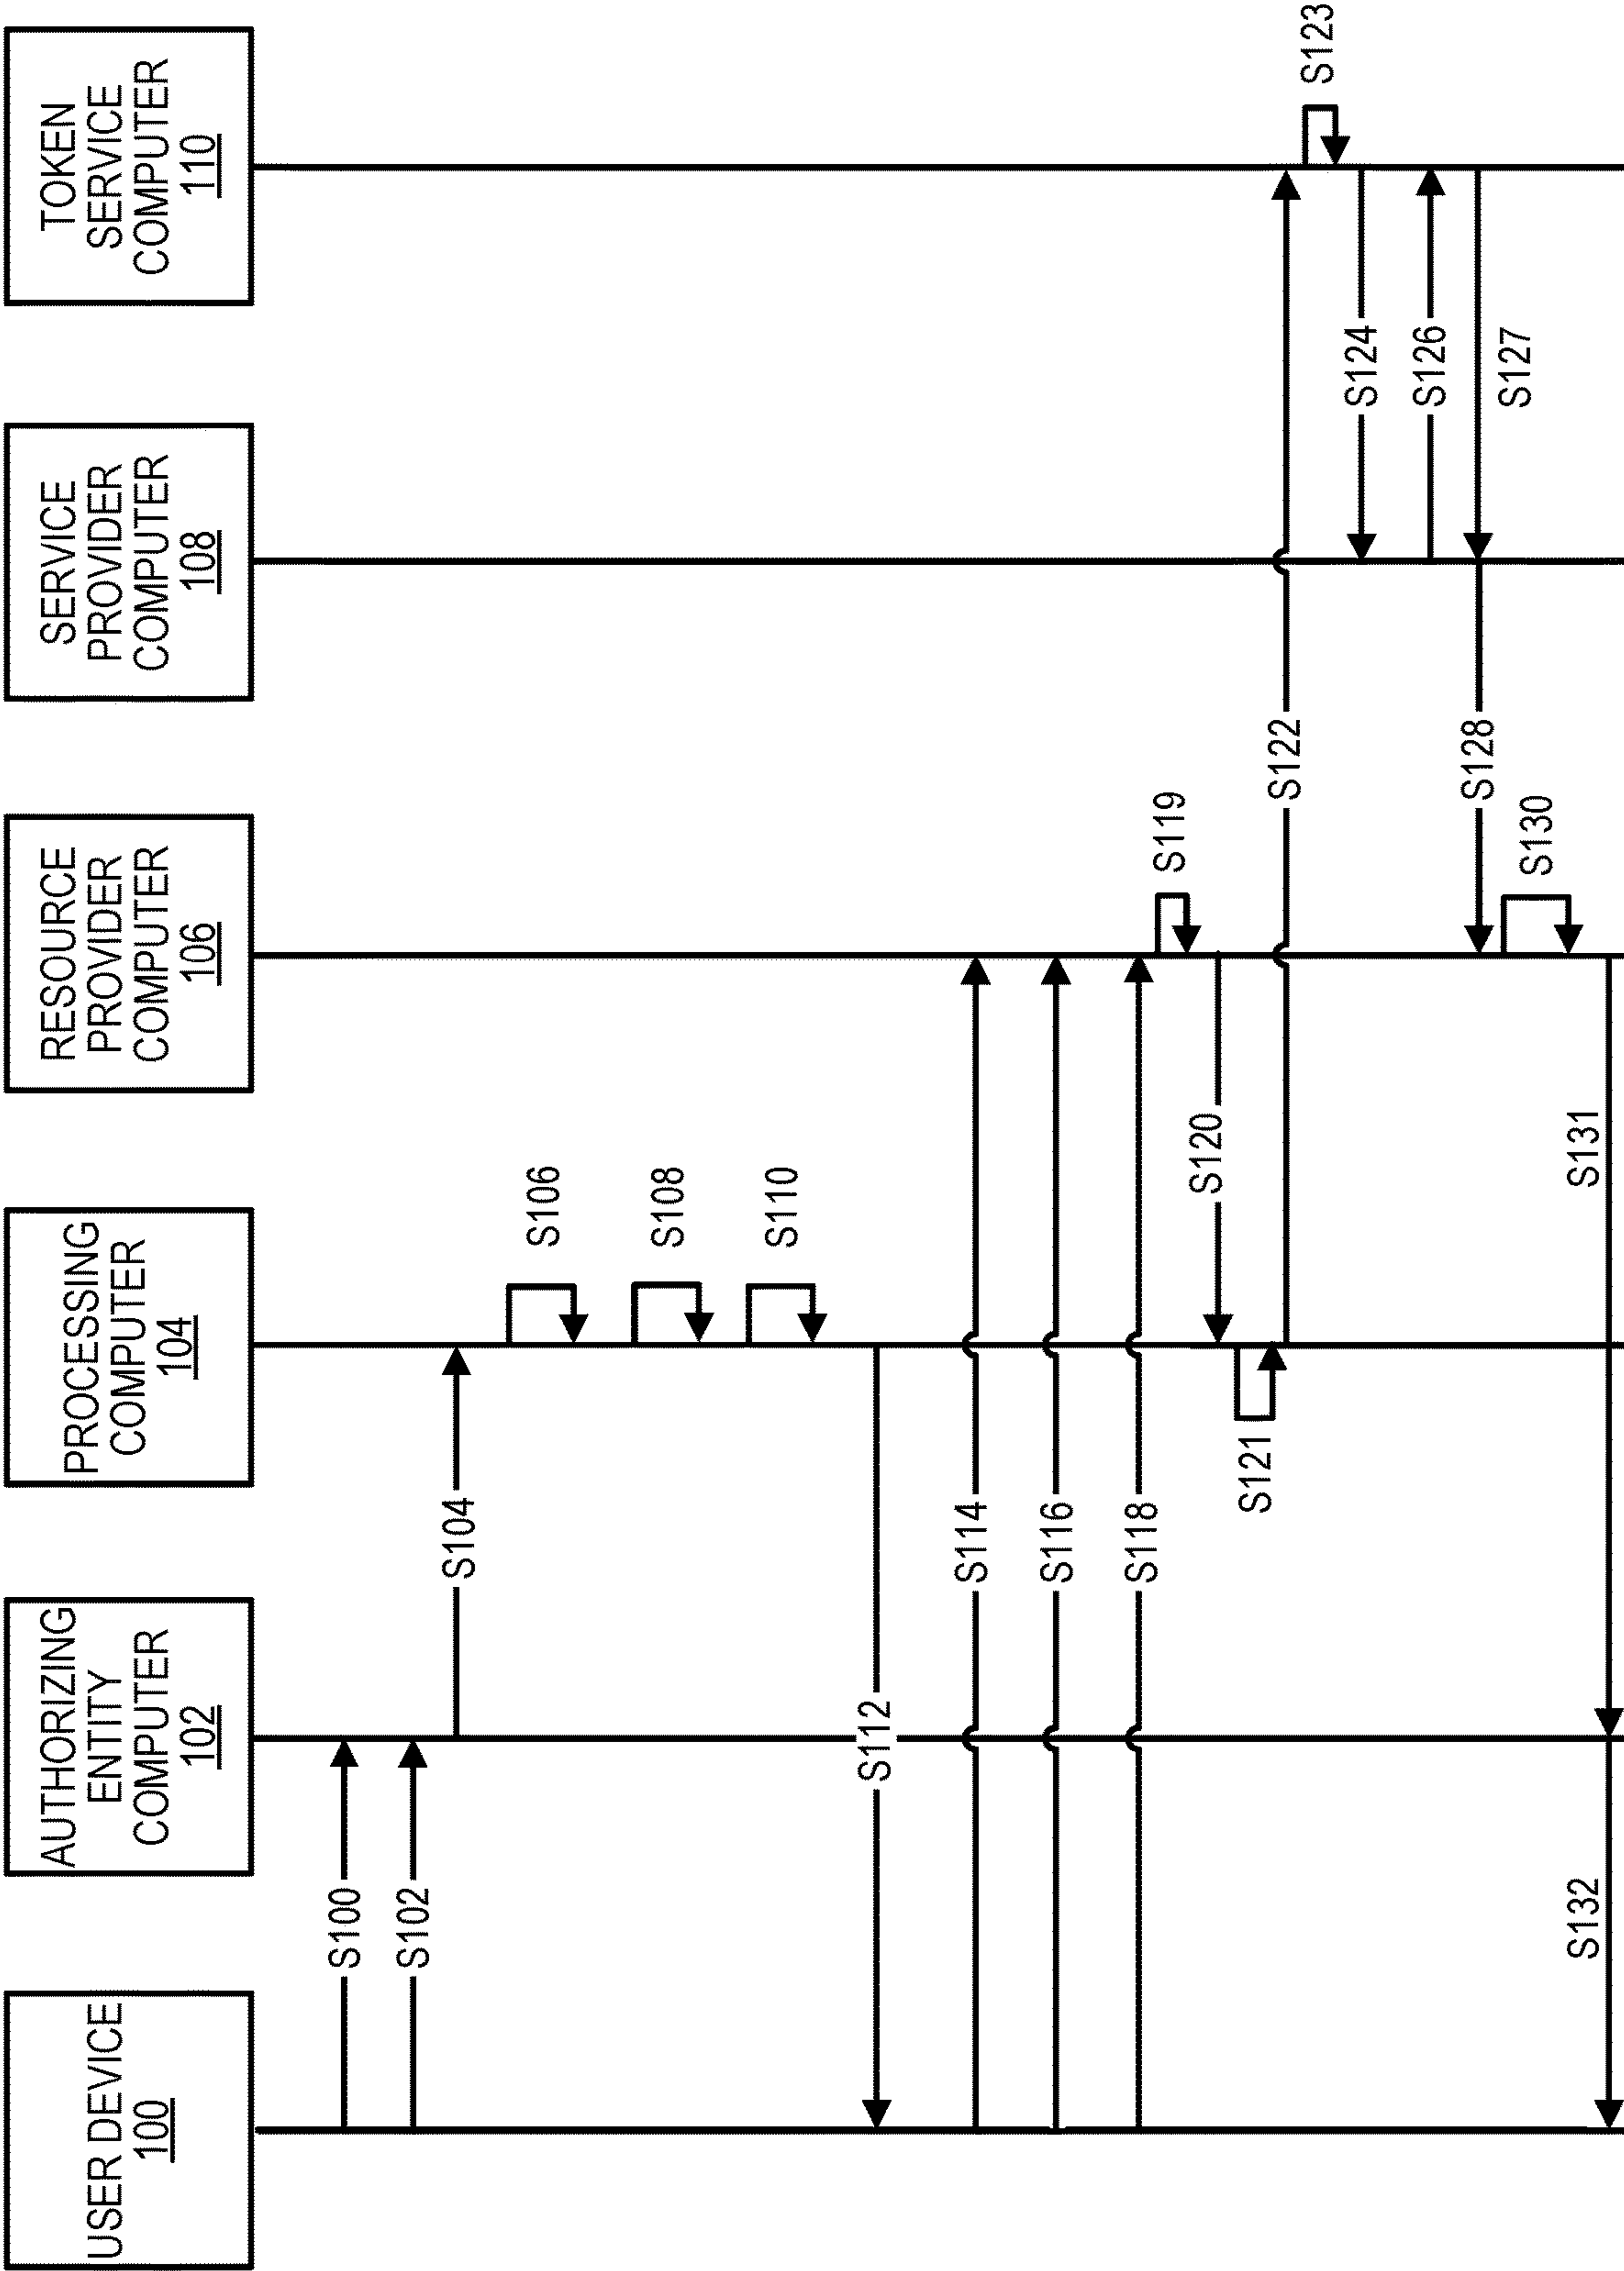 USER DEVICE
100
AUTHORIZING
ENTITY
COMPUTER
102
PROCESSING
COMPUTER
104
RESOURCE
PROVIDER
COMPUTER
106
SERVICE
PROVIDER
COMPUTER
108
TOKEN
SERVICE
COMPUTER
110
S100
S102
S104
S106
S108
S110
S112
S114
S116
S118
S119
S120
S121
S122
S123
S124
S126
S127
S128
S130
S131
S132